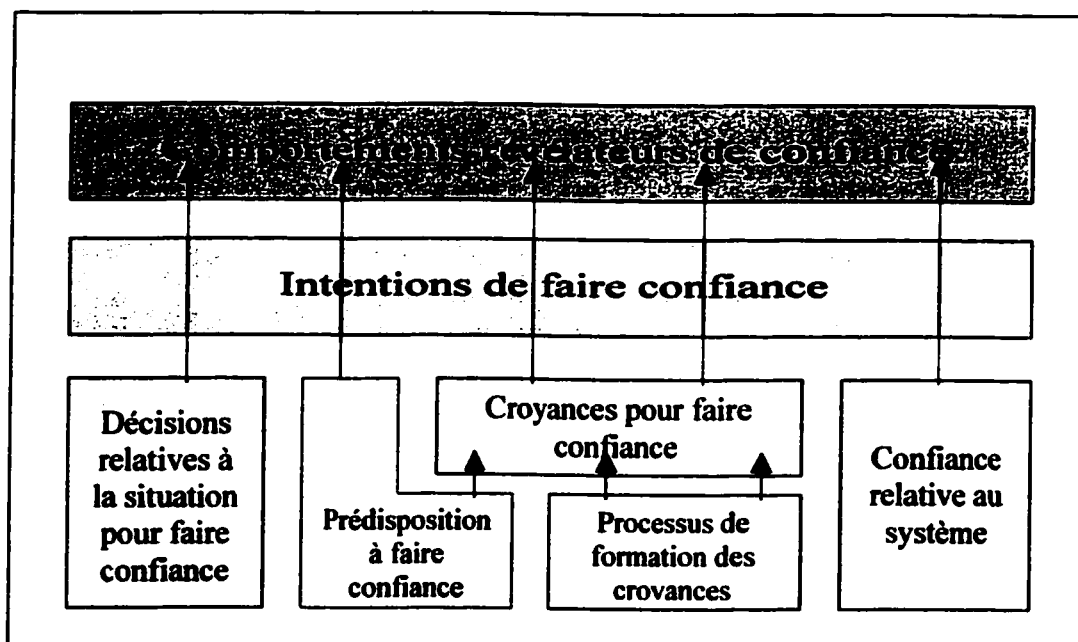 Comportements révélateurs de confiance
Intentions de faire confiance
Décisions
relatives à
la situation
pour faire
confiance
Prédisposition
à faire
confiance
Croyances pour faire
confiance
Processus de
formation des
crovances
Confiance
relative au
système